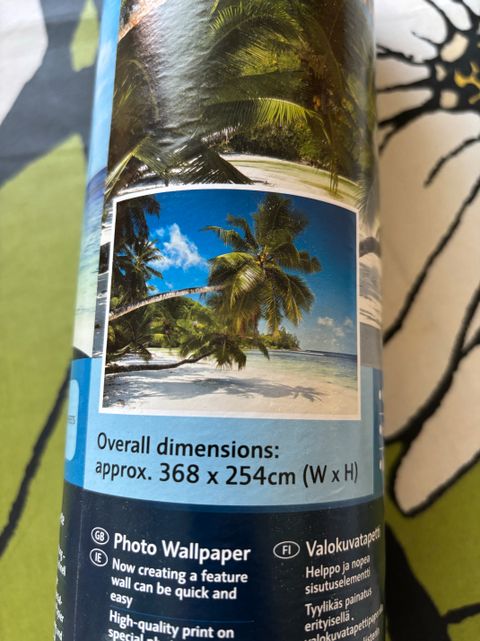 Overall dimensions:
approx. 368 x 254cm (W x H)
GB
IE
Photo Wallpaper
Now creating a feature
wall can be quick and
easy
High-quality print on
special
FI
Valokuvatapetti
Helppo ja nopea
sisutuselementti
Tyylikäs painatus
erityisellä